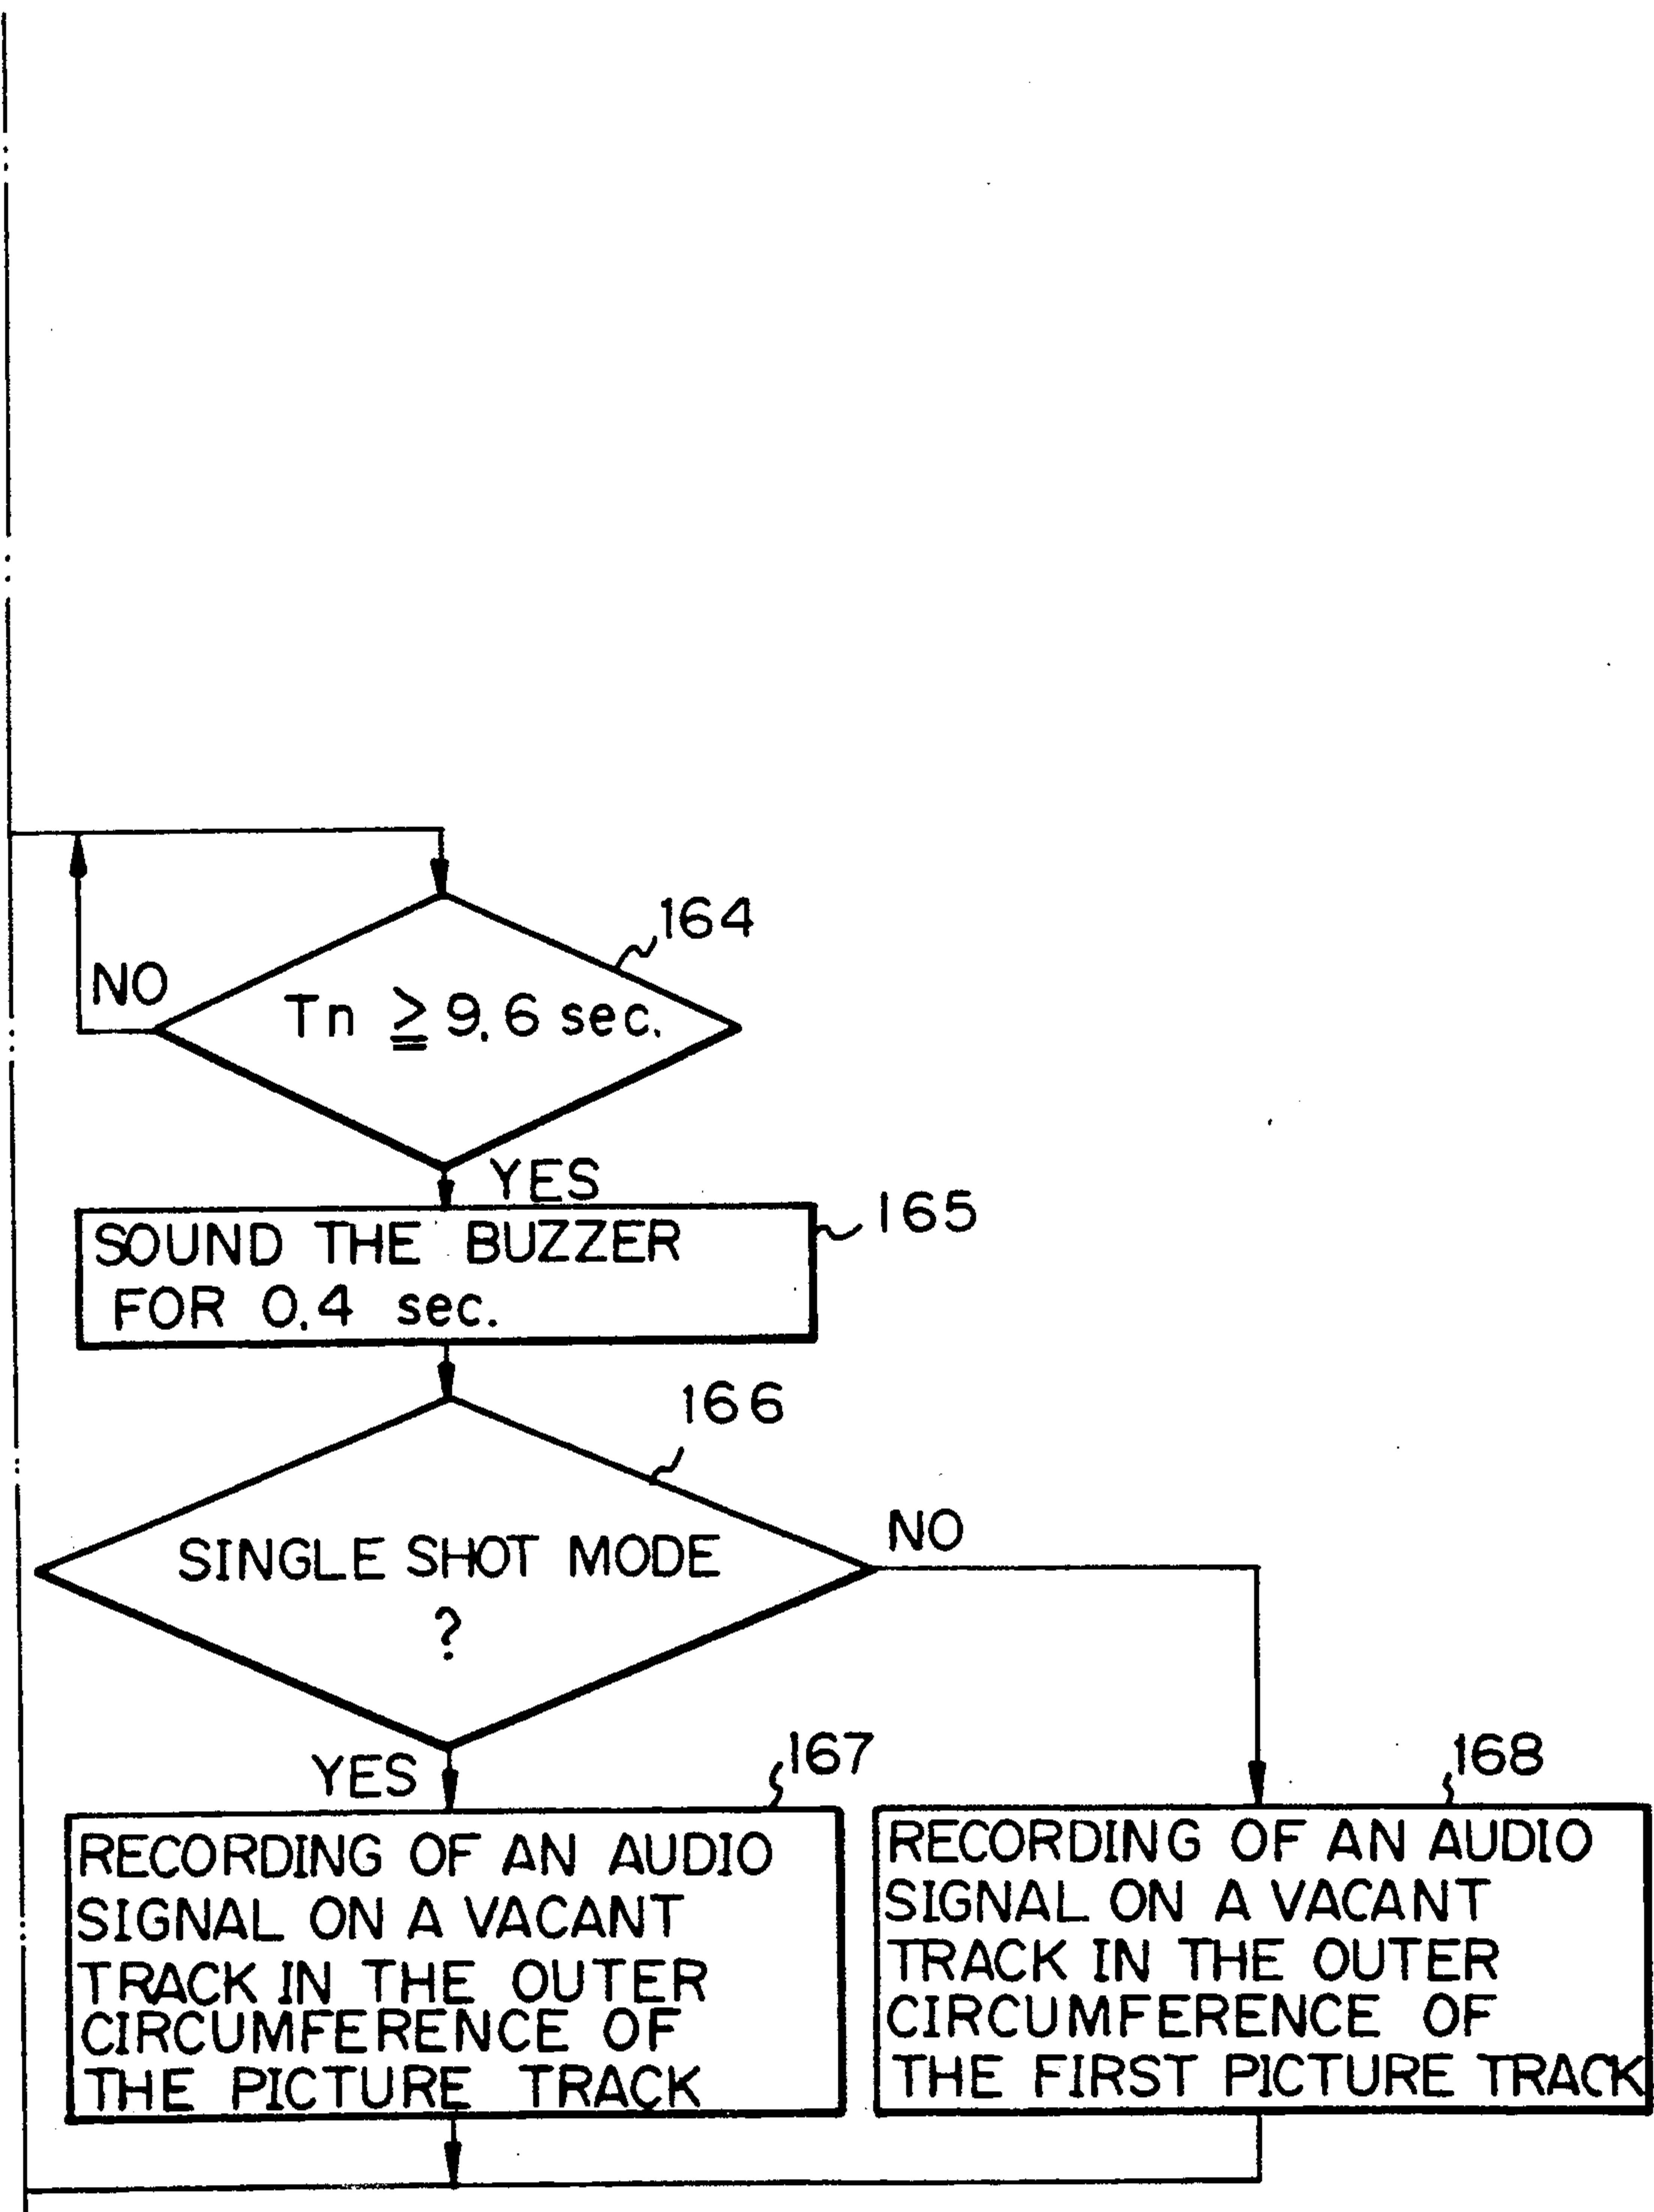 164
NO
Tn ≧ 9.6 sec.
YES
165
SOUND THE BUZZER
FOR 0.4 sec.
166
NO
SINGLE SHOT MODE
?
YES
167
168
RECORDING OF AN AUDIO
SIGNAL ON A VACANT
TRACK IN THE OUTER
CIRCUMFERENCE OF
THE PICTURE TRACK
RECORDING OF AN AUDIO
SIGNAL ON A VACANT
TRACK IN THE OUTER
CIRCUMFERENCE OF
THE FIRST PICTURE TRACK